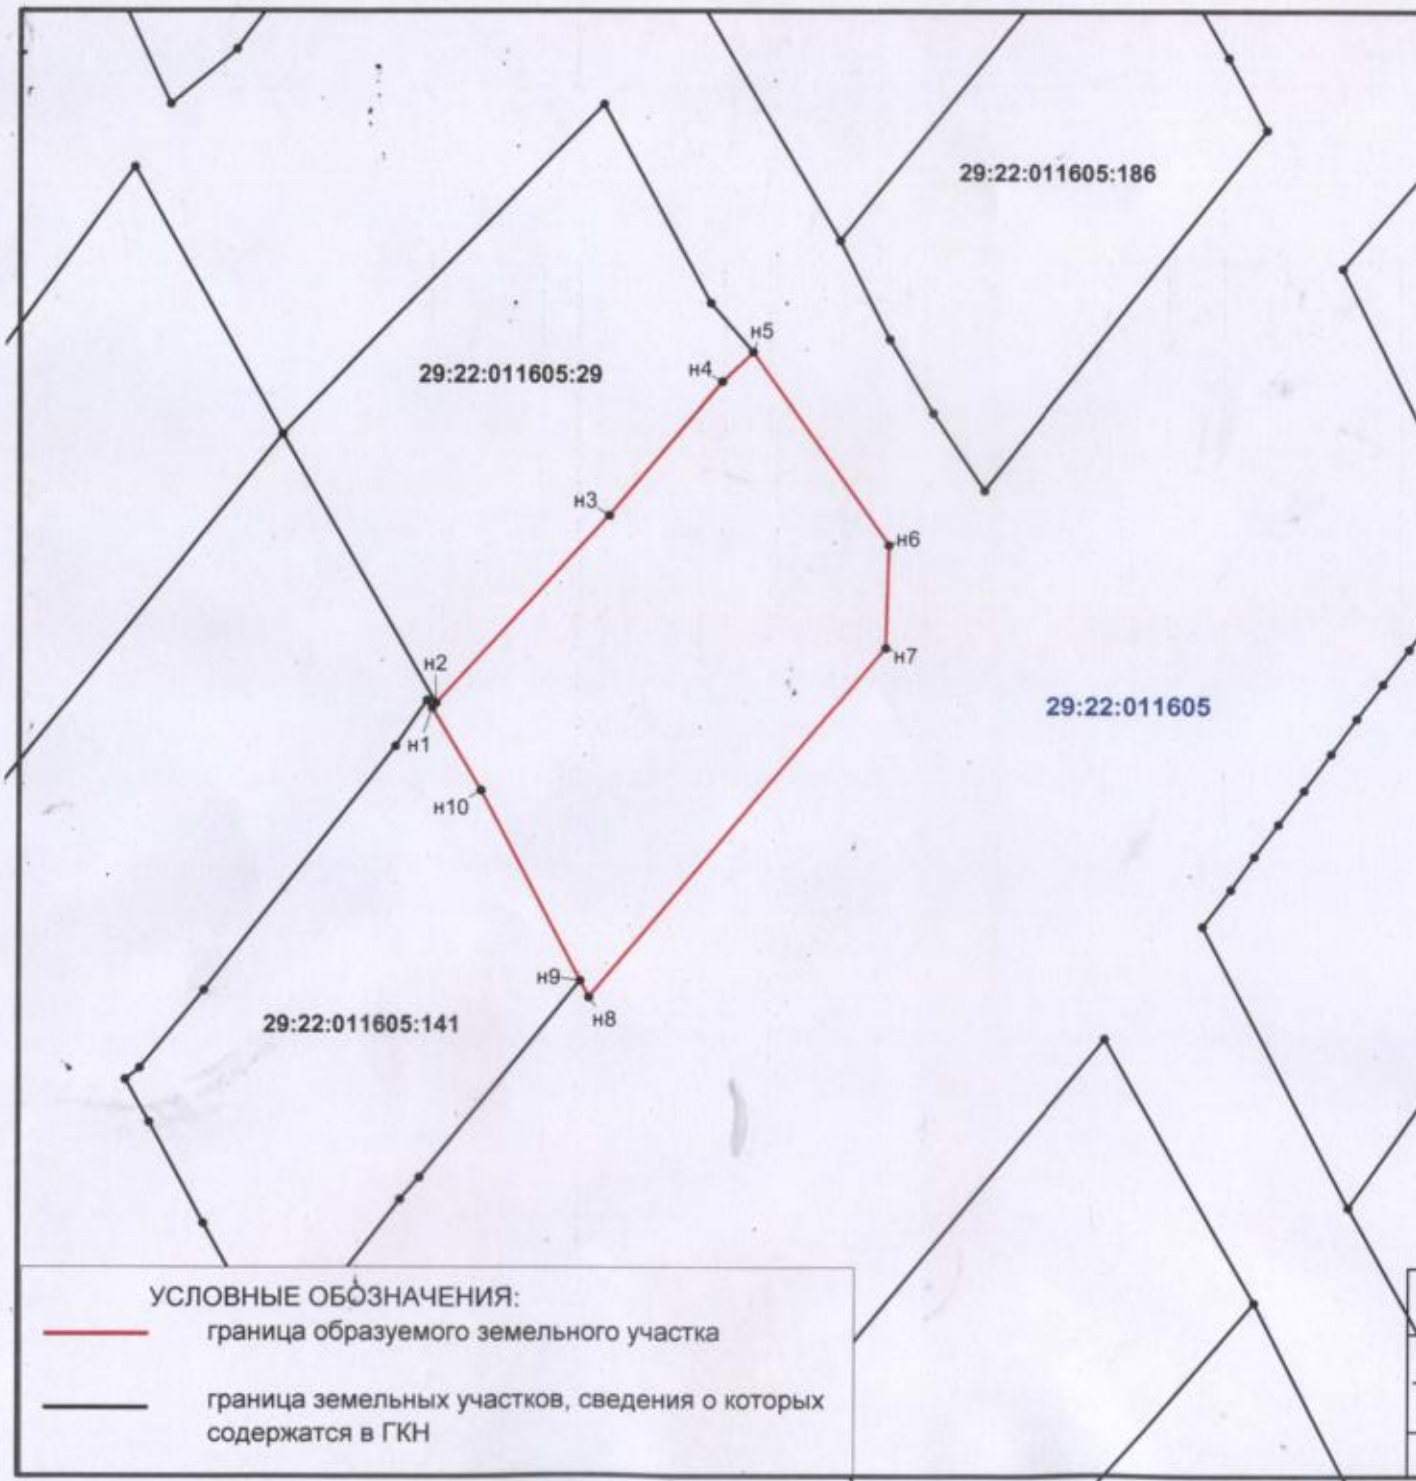 29:22:011605:186
н5
н4
29:22:011605:29
н3
н6
н7
н2
29:22:011605
н1
н10
н9
н8
29:22:011605:141
УСЛОВНЫЕ ОБОЗНАЧЕНИЯ:
граница образуемого земельного участка
граница земельных участков, сведения о которых
содержатся в ГКН